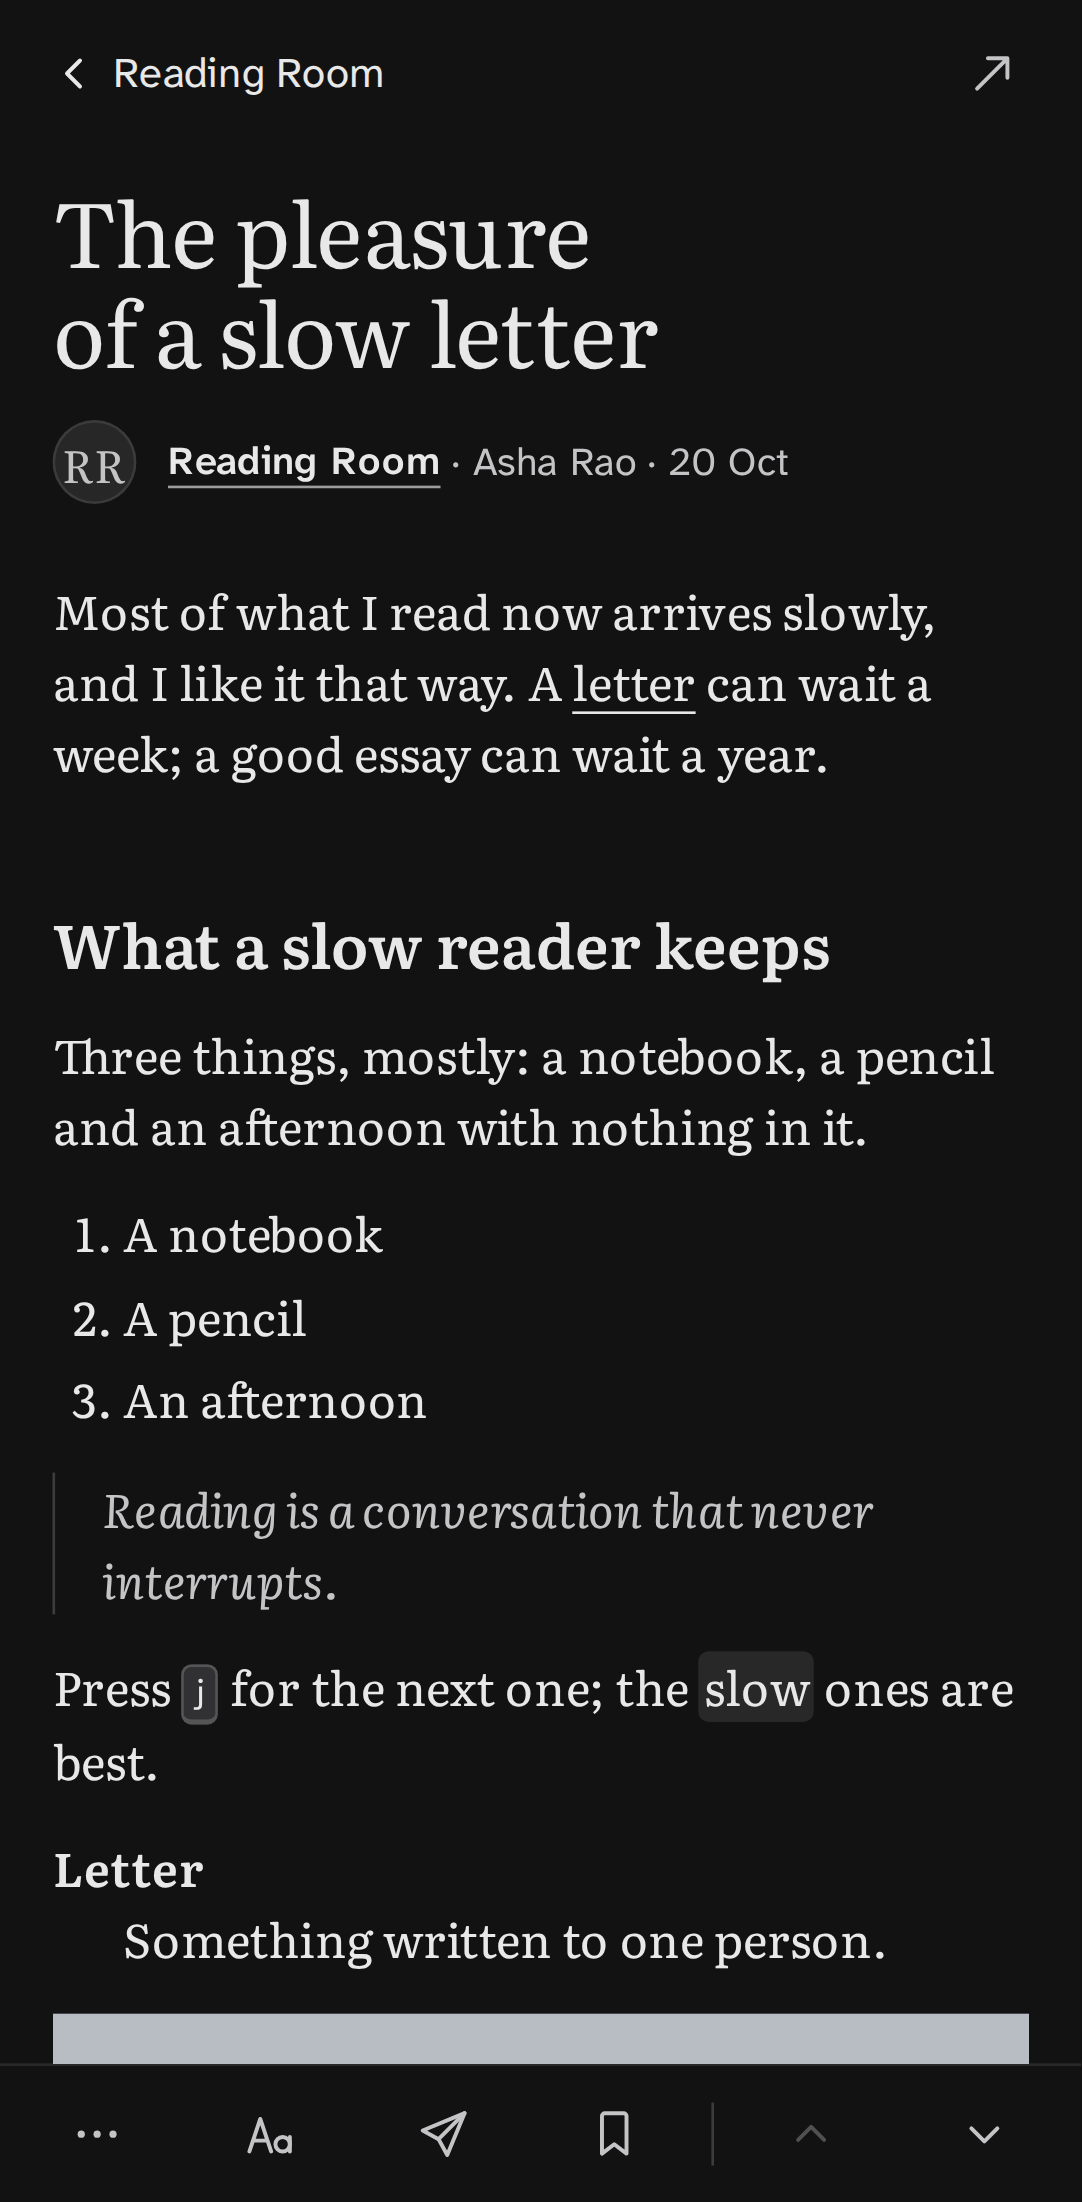 Reading Room
The pleasure
of a slow letter
RR
Reading Room · Asha Rao · 20 Oct
Most of what I read now arrives slowly,
and I like it that way. A letter can wait a
week; a good essay can wait a year.
What a slow reader keeps
Three things, mostly: a notebook, a pencil
and an afternoon with nothing in it.
1. A notebook
2. A pencil
3. An afternoon
Reading is a conversation that never
interrupts.
Press j for the next one; the slow ones are
best.
Letter
Something written to one person.
Aa